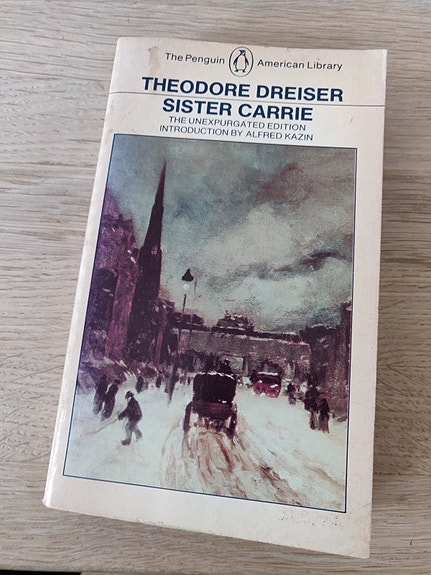 The Penguin American Library
THEODORE DREISER
SISTER CARRIE
THE UNEXPURGATED EDITION
INTRODUCTION BY ALFRED KAZIN